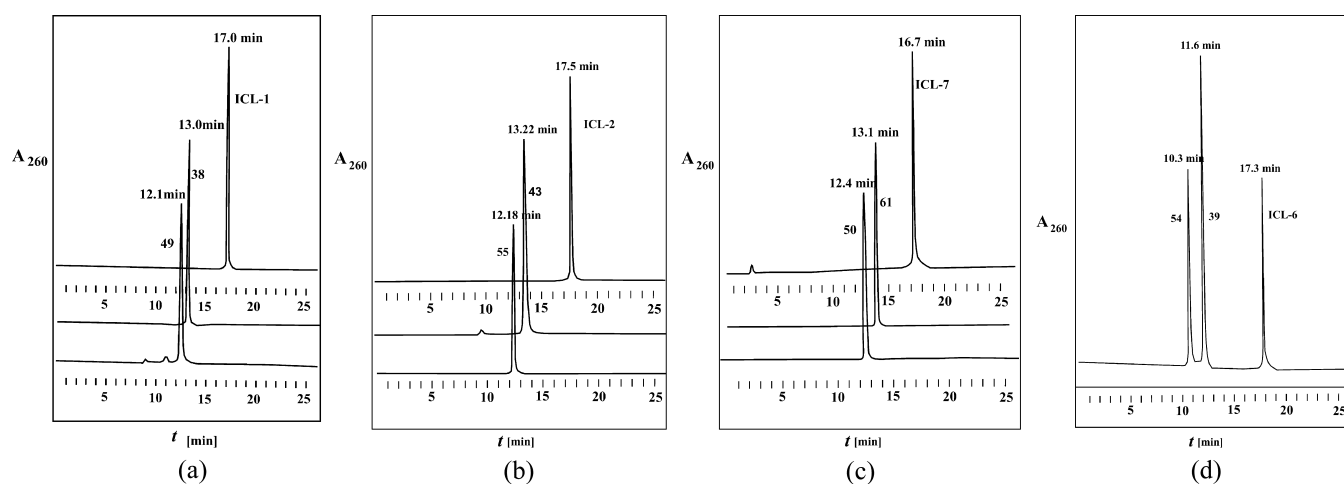 17.0 min
ICL-1
13.0min
A 260
38
12.1min
49
5 10 15 20 25
5 10 15 20 25
t [min]
(a)
17.5 min
ICL-2
13.22 min
A 260
43
12.18 min
55
5 10 15 20 25
5 10 15 20 25
t [min]
(b)
16.7 min
ICL-7
13.1 min
A 260
12.4 min
61
50
5 10 15 20 25
5 10 15 20 25
t [min]
(c)
11.6 min
10.3 min
17.3 min
A 260
54
39
ICL-6
5 10 15 20 25
t [min]
(d)